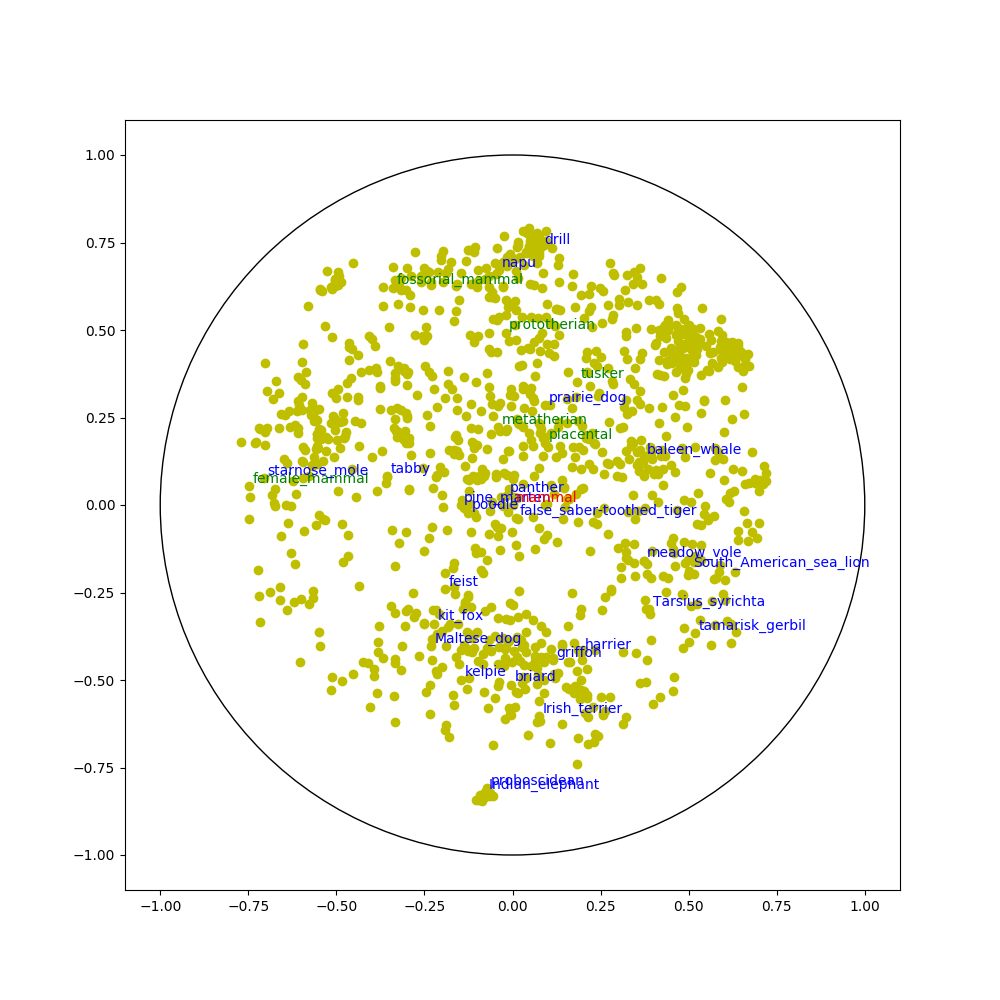 1.00
0.75
0.50
0.25
0.00
−0.25
−0.50
−0.75
−1.00
drill
napu
fossorial_mammal
prototherian
tusker
prairie_dog
metatherian
placental
baleen_whale
starnose_mole
tabby
female_mammal
panther
pine_marten
mammal
poodle
false_saber-toothed_tiger
meadow_vole
South_American_sea_lion
feist
Tarsius_syrichta
kit_fox
tamarisk_gerbil
Maltese_dog
harrier
griffon
kelpie
briard
Irish_terrier
proboscidean
Indian_elephant
−1.00 −0.75 −0.50 −0.25 0.00 0.25 0.50 0.75 1.00